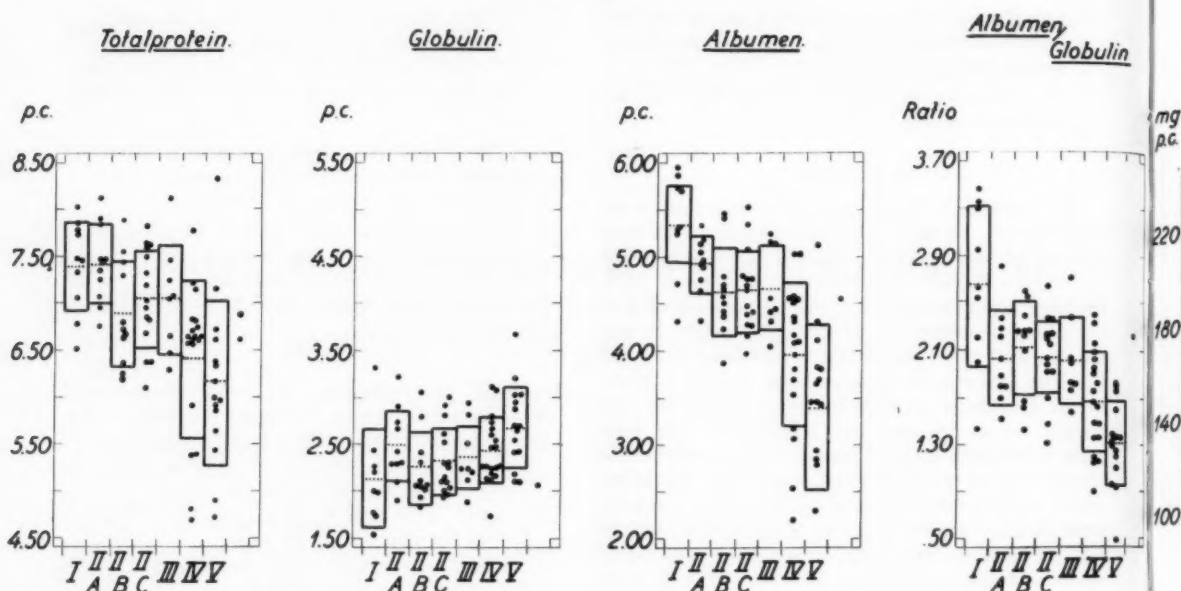 Totalprotein.
Globulin.
Albumen.
Albumen/
Globulin
p.c.
p.c.
p.c.
Ratio
mg
p.c.
8.50
7.50
6.50
5.50
4.50
I II II II III IV V
A B C
5.50
4.50
3.50
2.50
1.50
I II II II III IV V
A B C
6.00
5.00
4.00
3.00
2.00
I II II II III IV V
A B C
3.70
2.90
2.10
1.30
.50
I II II II III IV V
A B C
220
180
140
100